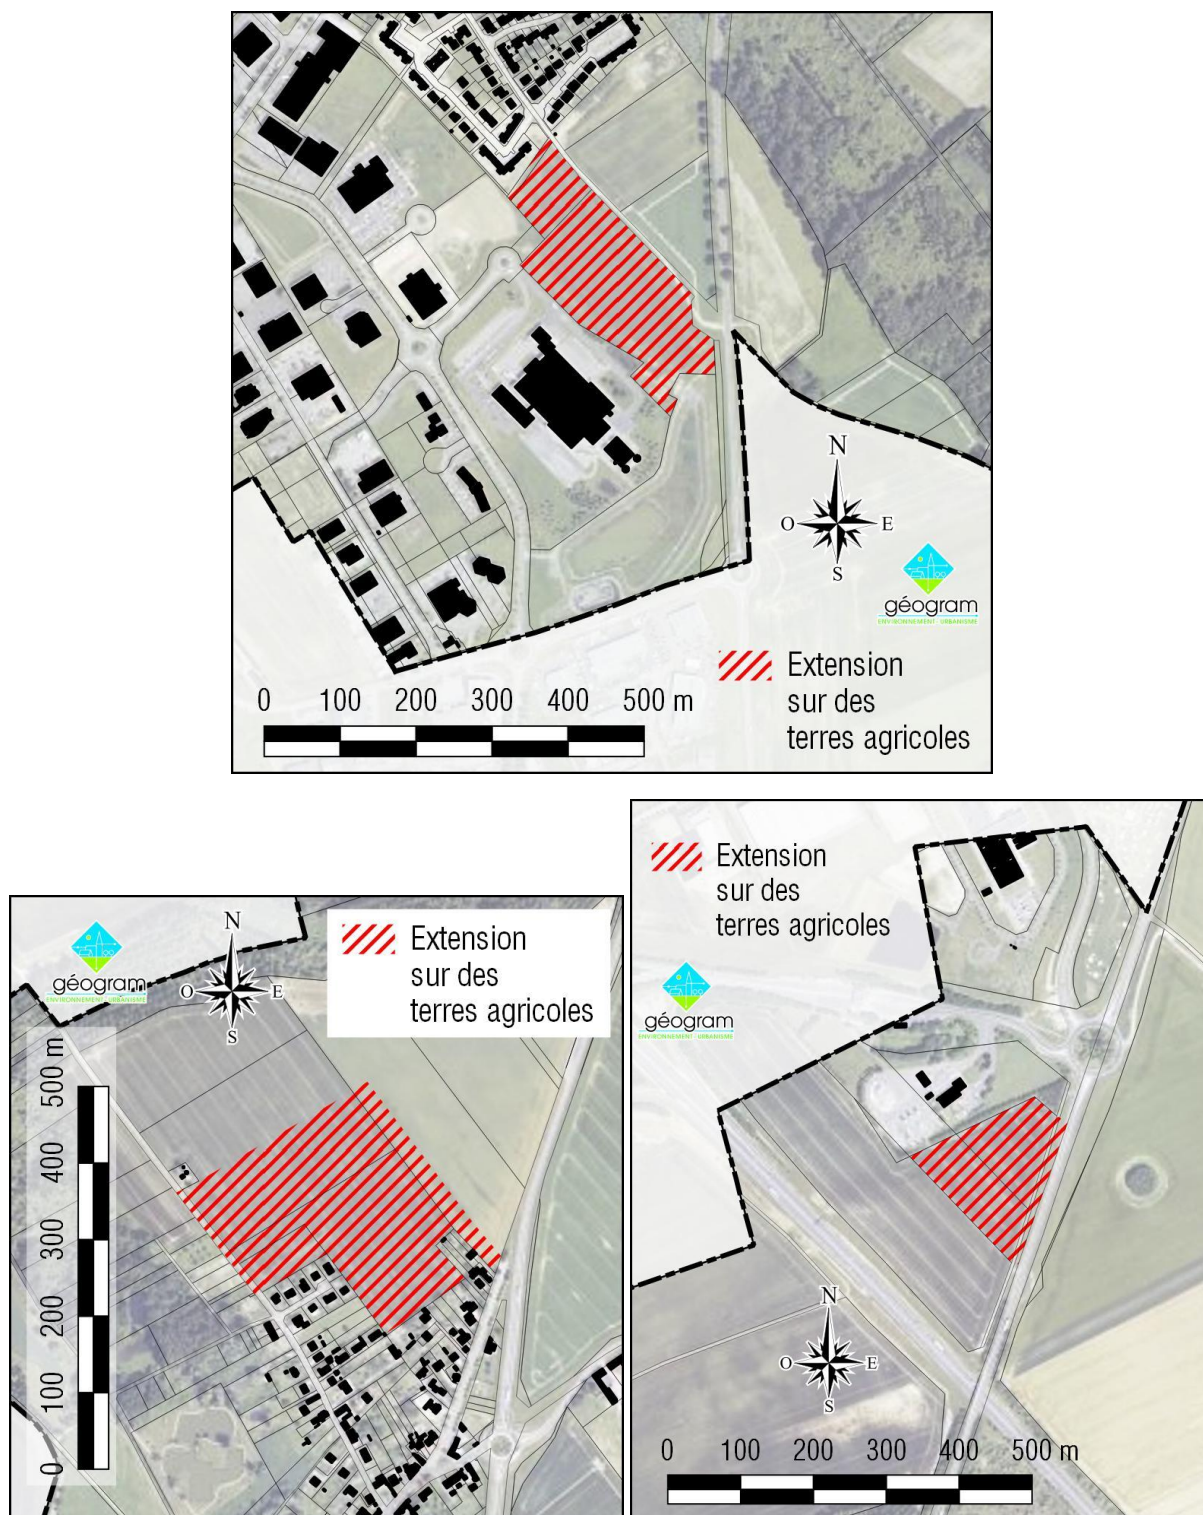 N
O
E
S
géogram
ENVIRONNEMENT - URBANISME
Extension
sur des
terres agricoles
0 100 200 300 400 500 m
Extension
sur des
terres agricoles
géogram
ENVIRONNEMENT - URBANISME
N
O
E
S
Extension
sur des
terres agricoles
géogram
ENVIRONNEMENT - URBANISME
0 100 200 300 400 500 m
N
O
E
S
0 100 200 300 400 500 m